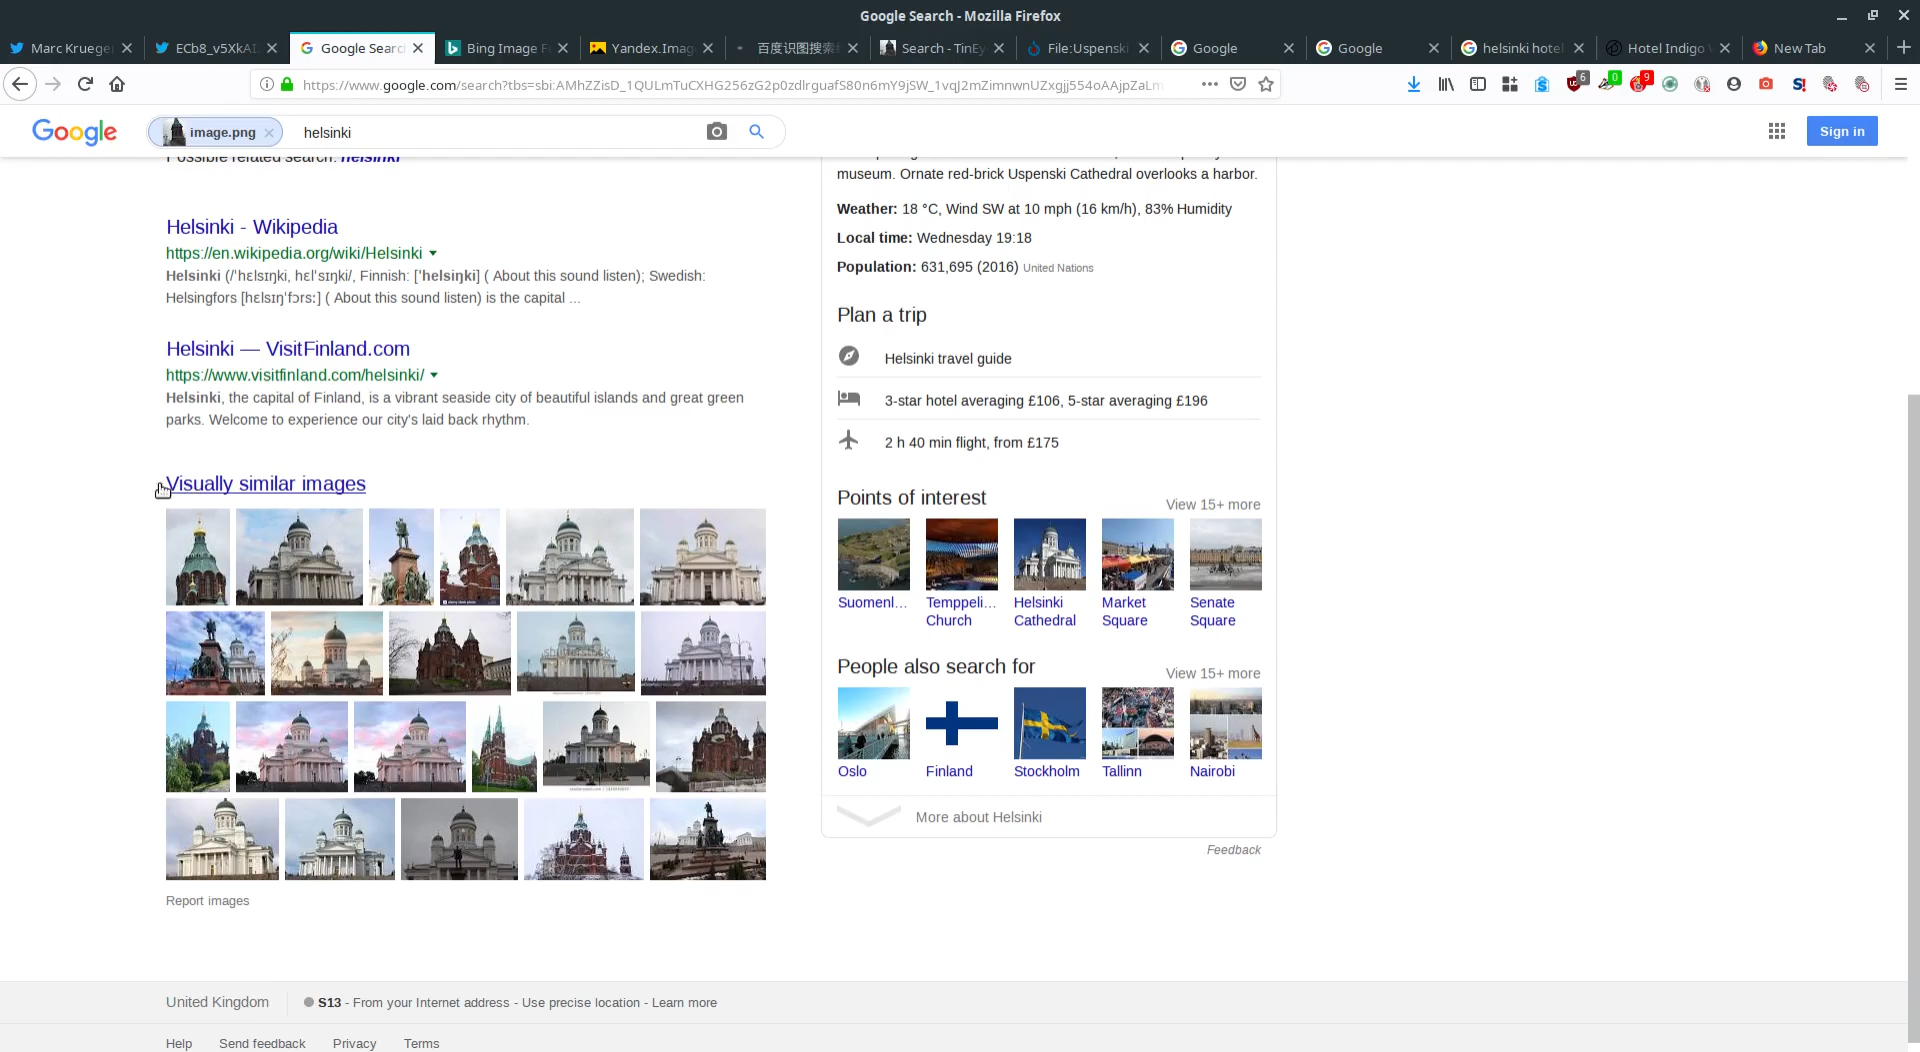 Google Search - Mozilla Firefox
Marc Kruege
ECb8_v5XkAI
Google Searc
Bing Image F
Yandex.Imag
百度识图搜索
Search - TinEy
File:Uspenski
Google
Google
helsinki hotel
Hotel Indigo
New Tab
https://www.google.com/search?tbs=sbi:AMhZZisD_1QULmTuCXHG256zG2p0zdlrguafS80n6mY9jSW_1vqJ2mZimnwnUZxgjj554oAAjpZaLm
6
0
9
Google
image.png
helsinki
Sign in
Possible related search: helsinki
museum. Ornate red-brick Uspenski Cathedral overlooks a harbor.
Weather: 18 °C, Wind SW at 10 mph (16 km/h), 83% Humidity
Local time: Wednesday 19:18
Population: 631,695 (2016) United Nations
Helsinki - Wikipedia
https://en.wikipedia.org/wiki/Helsinki
Helsinki (/ˈhɛlsɪŋki, hɛlˈsɪŋki/, Finnish: [ˈhelsiŋki] ( About this sound listen); Swedish:
Helsingfors [hɛlsɪŋˈfɔrsː] ( About this sound listen) is the capital ...
Helsinki — VisitFinland.com
https://www.visitfinland.com/helsinki/
Helsinki, the capital of Finland, is a vibrant seaside city of beautiful islands and great green
parks. Welcome to experience our city's laid back rhythm.
Visually similar images
Report images
Plan a trip
Helsinki travel guide
3-star hotel averaging £106, 5-star averaging £196
2 h 40 min flight, from £175
Points of interest
View 15+ more
Suomenl...
Temppeli...
Church
Helsinki
Cathedral
Market
Square
Senate
Square
People also search for
View 15+ more
Oslo
Finland
Stockholm
Tallinn
Nairobi
More about Helsinki
Feedback
United Kingdom
S13 - From your Internet address - Use precise location - Learn more
Help
Send feedback
Privacy
Terms